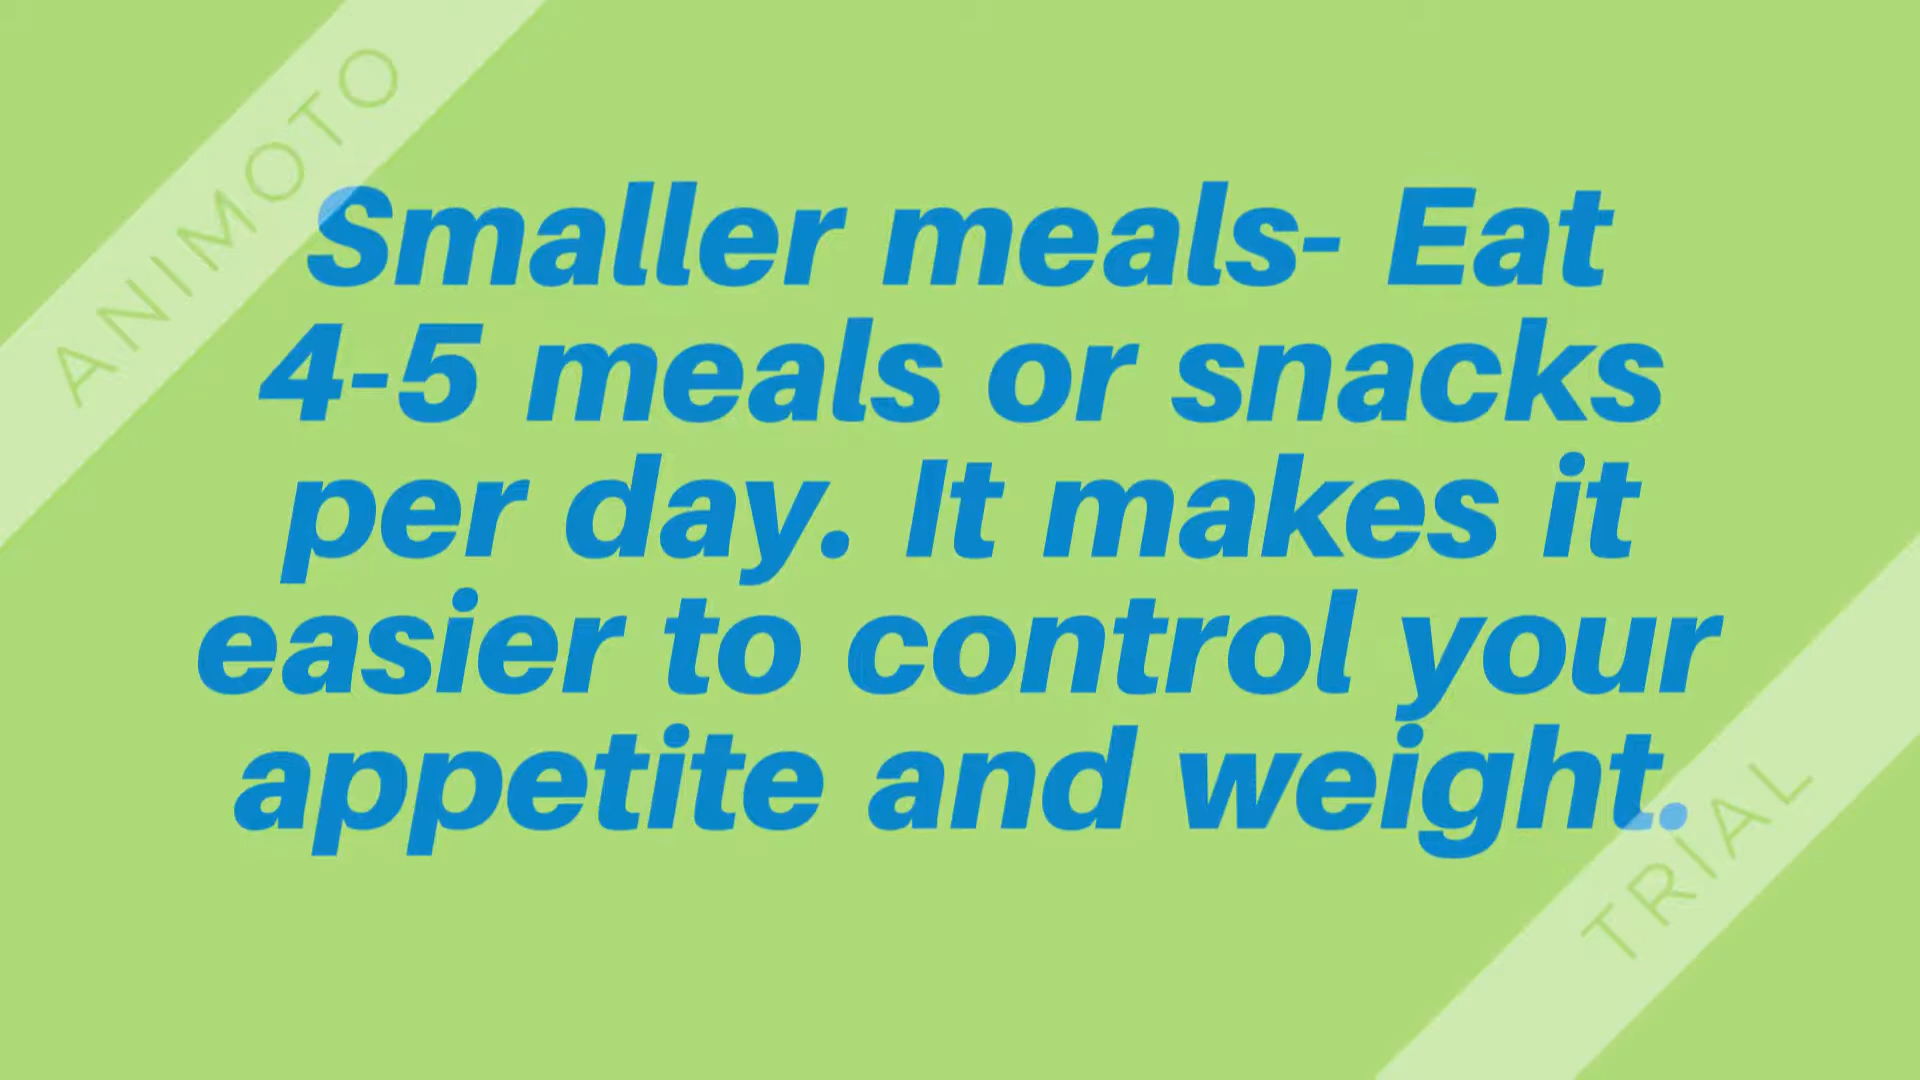 ANIMOTO
Smaller meals- Eat
4-5 meals or snacks
per day. It makes it
easier to control your
appetite and weight.
TRIAL